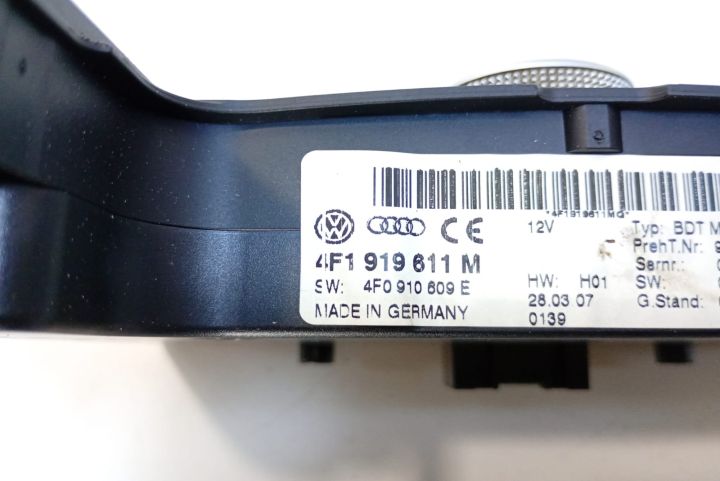 *4F1919611MG*
12V
Typ: BDT M
4F1 919 611 M
PrehT.Nr: 9
Sernr.:
SW: 4F0 910 609 E
HW: H01
SW:
MADE IN GERMANY
28.03 07
G.Stand:
0139